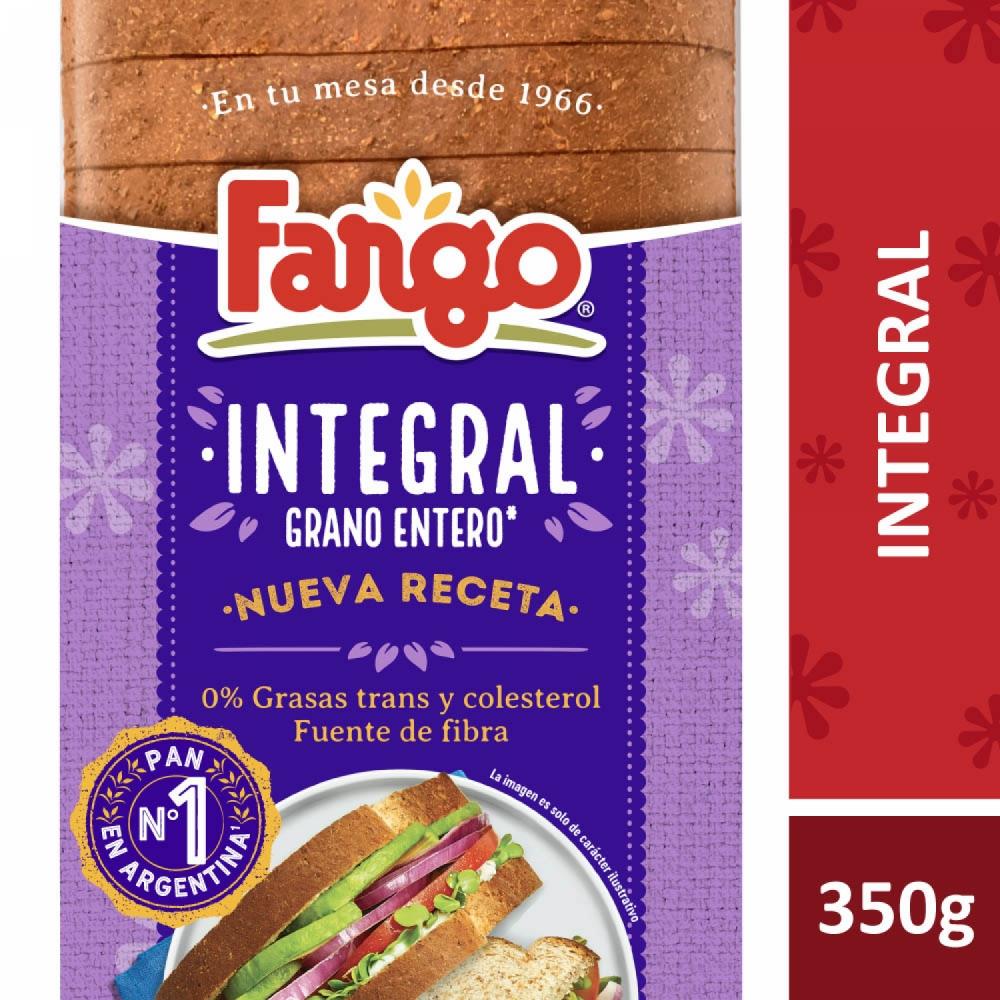 ·En tu mesa desde 1966·
Fargo®
·INTEGRAL·
GRANO ENTERO*
·NUEVA RECETA·
0% Grasas trans y colesterol
Fuente de fibra
PAN
N°1
EN ARGENTINA¹
La imagen es solo de carácter ilustrativo
INTEGRAL
350g